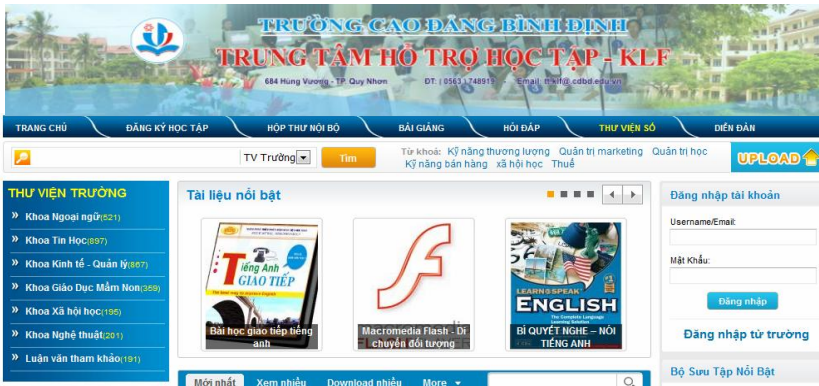 TRƯỜNG CAO ĐẲNG BÌNH ĐỊNH
TRUNG TÂM HỖ TRỢ HỌC TẬP - KLF
684 Hùng Vương - TP. Quy Nhơn ĐT: (0563) 748919 - Email:
TRANG CHỦ ĐĂNG KÝ HỌC TẬP HỘP THƯ NỘI BỘ BÀI GIẢNG HỎI ĐÁP THƯ VIỆN SỐ DIỄN ĐÀN
TV Trường Tìm
Từ khoá: Kỹ năng thương lượng Quản trị marketing Quản trị học
Kỹ năng bán hàng xã hội học Thuế
UPLOAD
THƯ VIỆN TRƯỜNG
» Khoa Ngoại ngữ(521)
» Khoa Tin Học(897)
» Khoa Kinh tế - Quản lý(867)
» Khoa Giáo Dục Mầm Non(359)
» Khoa Xã hội học(195)
» Khoa Nghệ thuật(201)
» Luận văn tham khảo(191)
Tài liệu nổi bật
Tiếng Anh
GIAO TIẾP
Bài học giao tiếp tiếng
anh
Macromedia Flash - Di
chuyển đối tượng
LEARN&SPEAK
ENGLISH
The Complete Language
Learning Solution
BÍ QUYẾT NGHE – NÓI
TIẾNG ANH
Mới nhất Xem nhiều Download nhiều More
Đăng nhập tài khoản
Username/Email:
Mật Khẩu:
Đăng nhập
Đăng nhập từ trường
Bộ Sưu Tập Nổi Bật